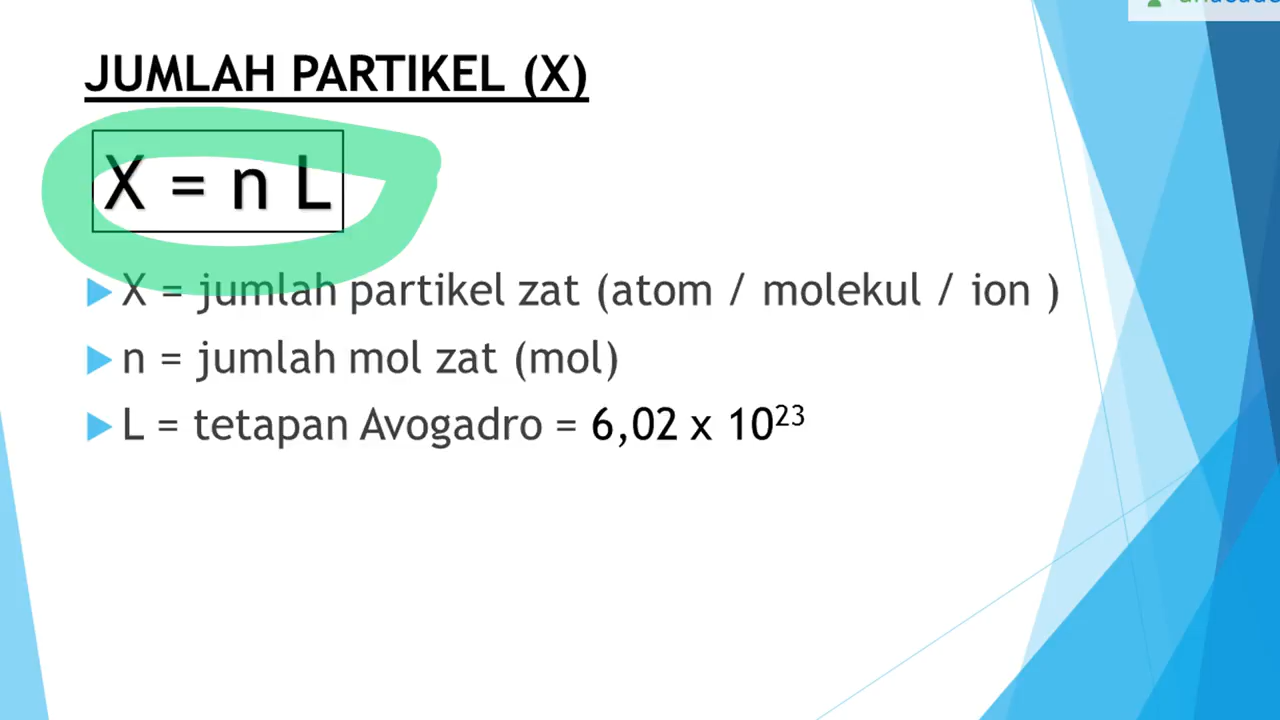 JUMLAH PARTIKEL (X)
X = n L
X = jumlah partikel zat (atom / molekul / ion )
n = jumlah mol zat (mol)
L = tetapan Avogadro = 6,02 x 10²³